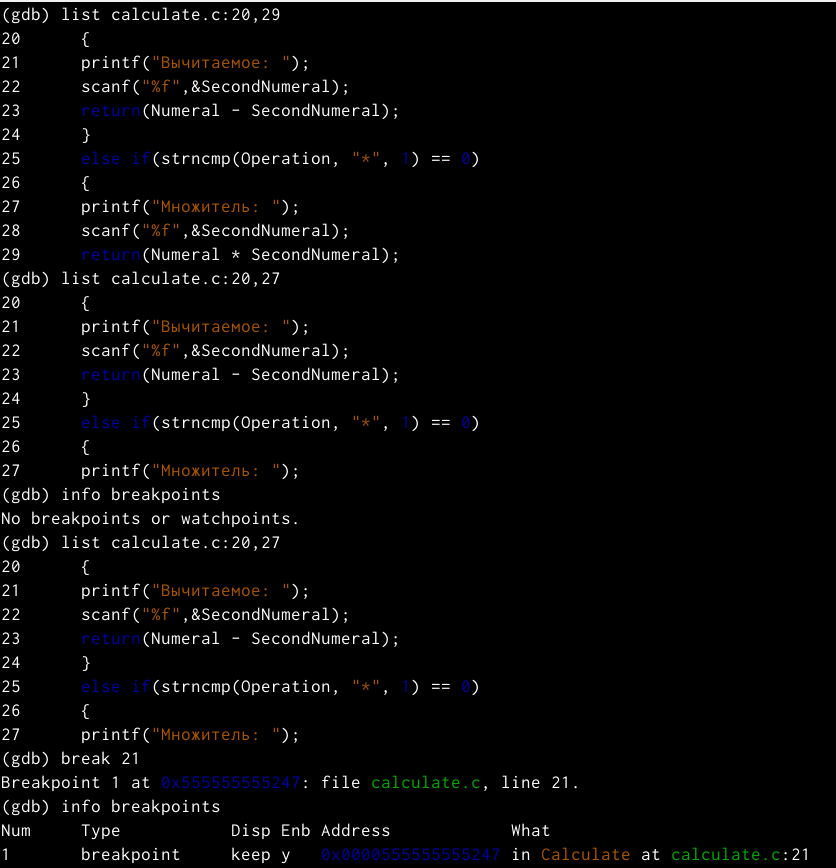 (gdb) list calculate.c:20,29
20      {
21      printf("Вычитаемое: ");
22      scanf("%f",&SecondNumeral);
23      return(Numeral - SecondNumeral);
24      }
25      else if(strncmp(Operation, "*", 1) == 0)
26      {
27      printf("Множитель: ");
28      scanf("%f",&SecondNumeral);
29      return(Numeral * SecondNumeral);
(gdb) list calculate.c:20,27
20      {
21      printf("Вычитаемое: ");
22      scanf("%f",&SecondNumeral);
23      return(Numeral - SecondNumeral);
24      }
25      else if(strncmp(Operation, "*", 1) == 0)
26      {
27      printf("Множитель: ");
(gdb) info breakpoints
No breakpoints or watchpoints.
(gdb) list calculate.c:20,27
20      {
21      printf("Вычитаемое: ");
22      scanf("%f",&SecondNumeral);
23      return(Numeral - SecondNumeral);
24      }
25      else if(strncmp(Operation, "*", 1) == 0)
26      {
27      printf("Множитель: ");
(gdb) break 21
Breakpoint 1 at 0x555555555247: file calculate.c, line 21.
(gdb) info breakpoints
Num     Type           Disp Enb Address            What
1       breakpoint     keep y   0x0000555555555247 in Calculate at calculate.c:21